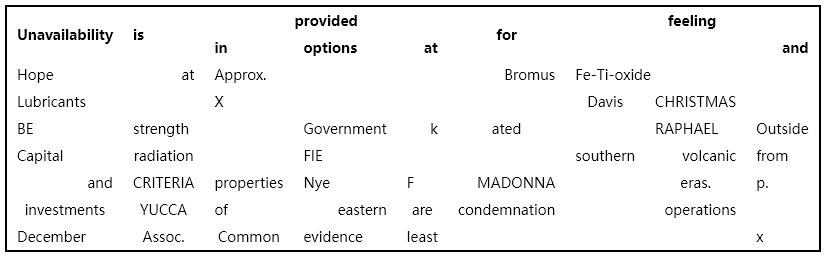 provided feeling
Unavailability is for
in options at and
Hope at Approx. Bromus Fe-Ti-oxide
Lubricants X Davis CHRISTMAS
BE strength Government k ated RAPHAEL Outside
Capital radiation FIE southern volcanic from
and CRITERIA properties Nye F MADONNA eras. p.
investments YUCCA of eastern are condemnation operations
December Assoc. Common evidence least x